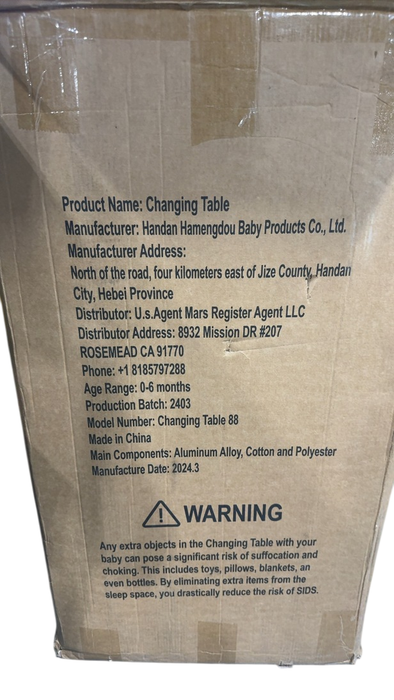 Product Name: Changing Table
Manufacturer: Handan Hamengdou Baby Products Co., Ltd.
Manufacturer Address:
North of the road, four kilometers east of Jize County, Handan
City, Hebei Province
Distributor: U.s.Agent Mars Register Agent LLC
Distributor Address: 8932 Mission DR #207
ROSEMEAD CA 91770
Phone: +1 8185797288
Age Range: 0-6 months
Production Batch: 2403
Model Number: Changing Table 88
Made in China
Main Components: Aluminum Alloy, Cotton and Polyester
Manufacture Date: 2024.3
WARNING
Any extra objects in the Changing Table with your
baby can pose a significant risk of suffocation and
choking. This includes toys, pillows, blankets, an
even bottles. By eliminating extra items from the
sleep space, you drastically reduce the risk of SIDS.